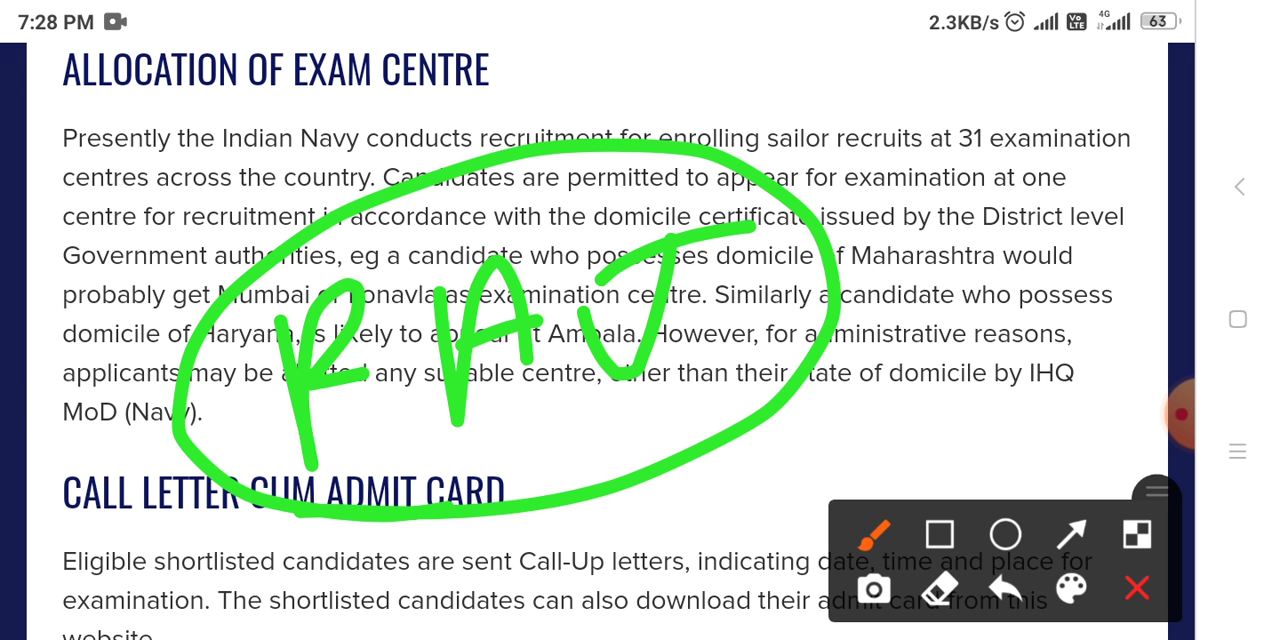 7:28 PM
2.3KB/s
Vo LTE
4G
63
ALLOCATION OF EXAM CENTRE
Presently the Indian Navy conducts recruitment for enrolling sailor recruits at 31 examination
centres across the country. Candidates are permitted to appear for examination at one
centre for recruitment in accordance with the domicile certificate issued by the District level
Government authorities, eg a candidate who possesses domicile of Maharashtra would
probably get Mumbai or Lonavla as examination centre. Similarly a candidate who possess
domicile of Haryana, is likely to appear at Ambala. However, for administrative reasons,
applicants may be allotted any suitable centre, other than their state of domicile by IHQ
MoD (Navy).
RAJ
CALL LETTER CUM ADMIT CARD
Eligible shortlisted candidates are sent Call-Up letters, indicating date, time and place for
examination. The shortlisted candidates can also download their admit card from this
website